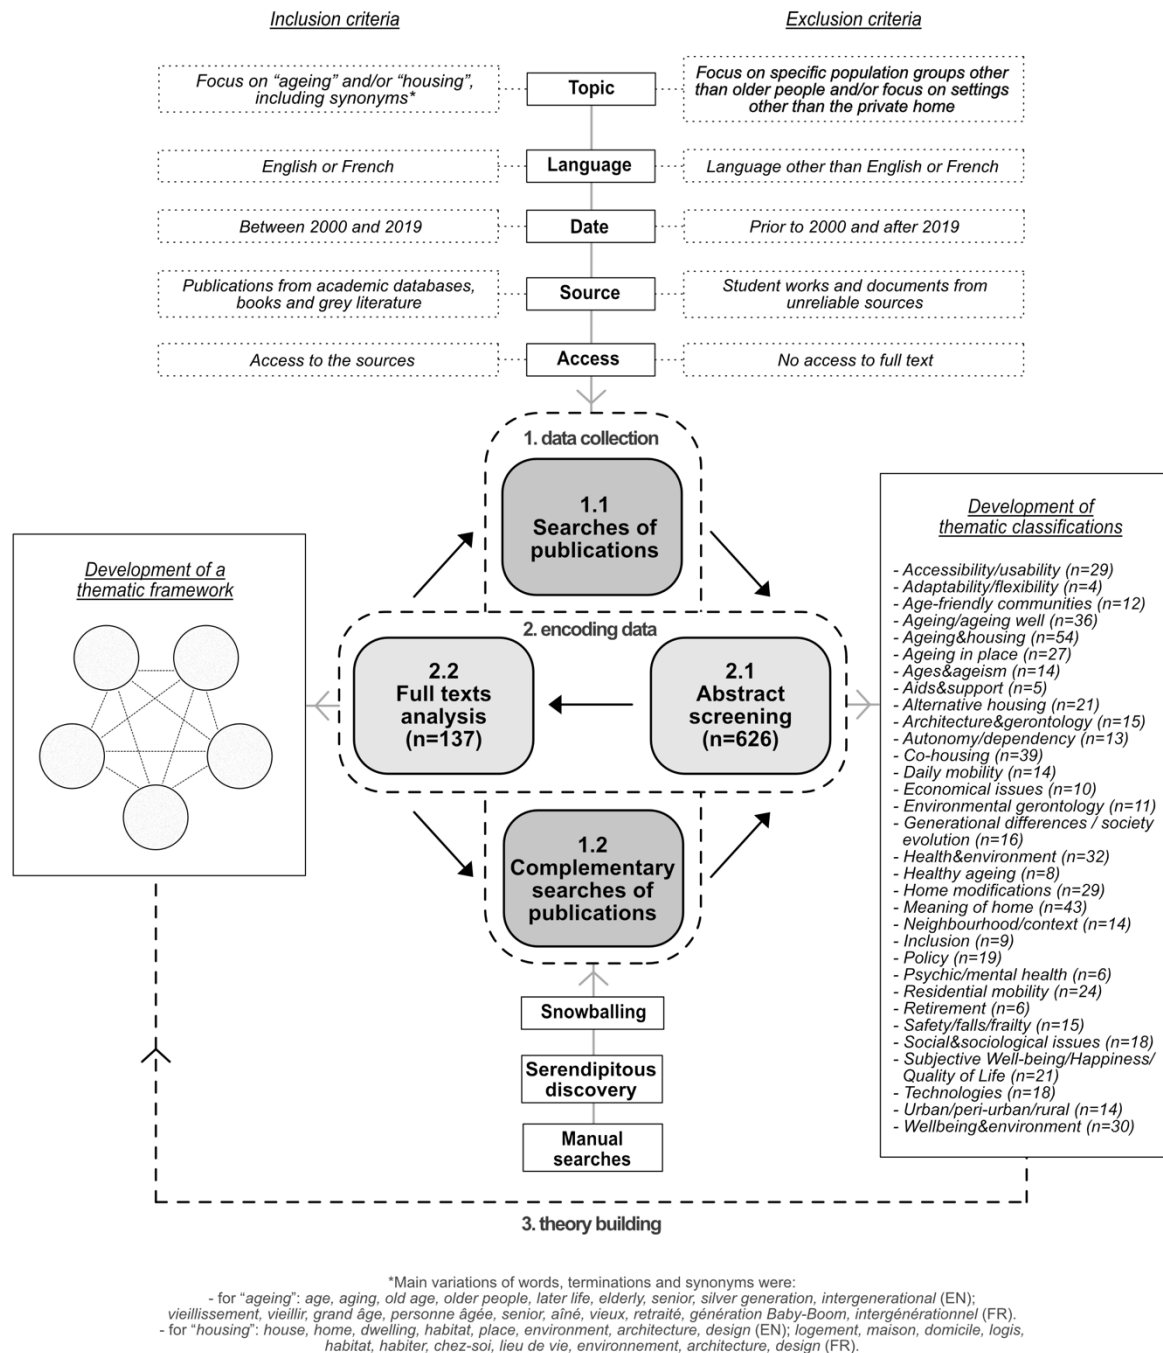 Inclusion criteria
Exclusion criteria
Focus on “ageing” and/or “housing”,
including synonyms*
Topic
Focus on specific population groups other
than older people and/or focus on settings
other than the private home
English or French
Language
Language other than English or French
Between 2000 and 2019
Date
Prior to 2000 and after 2019
Publications from academic databases,
books and grey literature
Source
Student works and documents from
unreliable sources
Access to the sources
Access
No access to full text
1. data collection
1.1
Searches of
publications
Development of a
thematic framework
2. encoding data
2.2
Full texts
analysis
(n=137)
2.1
Abstract
screening
(n=626)
1.2
Complementary
searches of
publications
Snowballing
Serendipitous
discovery
Manual
searches
Development of
thematic classifications
- Accessibility/usability (n=29)
- Adaptability/flexibility (n=4)
- Age-friendly communities (n=12)
- Ageing/ageing well (n=36)
- Ageing&housing (n=54)
- Ageing in place (n=27)
- Ages&ageism (n=14)
- Aids&support (n=5)
- Alternative housing (n=21)
- Architecture&gerontology (n=15)
- Autonomy/dependency (n=13)
- Co-housing (n=39)
- Daily mobility (n=14)
- Economical issues (n=10)
- Environmental gerontology (n=11)
- Generational differences / society
evolution (n=16)
- Health&environment (n=32)
- Healthy ageing (n=8)
- Home modifications (n=29)
- Meaning of home (n=43)
- Neighbourhood/context (n=14)
- Inclusion (n=9)
- Policy (n=19)
- Psychic/mental health (n=6)
- Residential mobility (n=24)
- Retirement (n=6)
- Safety/falls/frailty (n=15)
- Social&sociological issues (n=18)
- Subjective Well-being/Happiness/
Quality of Life (n=21)
- Technologies (n=18)
- Urban/peri-urban/rural (n=14)
- Wellbeing&environment (n=30)
3. theory building
*Main variations of words, terminations and synonyms were:
- for “ageing”: age, aging, old age, older people, later life, elderly, senior, silver generation, intergenerational (EN);
vieillissement, vieillir, grand âge, personne âgée, senior, aîné, vieux, retraité, génération Baby-Boom, intergénérationnel (FR).
- for “housing”: house, home, dwelling, habitat, place, environment, architecture, design (EN); logement, maison, domicile, logis,
habitat, habiter, chez-soi, lieu de vie, environnement, architecture, design (FR).